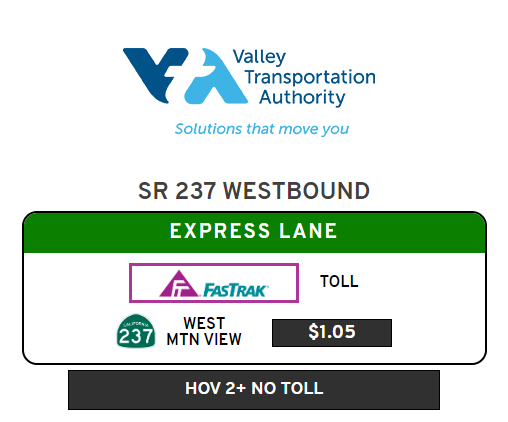 Valley
Transportation
Authority
Solutions that move you
SR 237 WESTBOUND
EXPRESS LANE
FASTRAK TOLL
CALIFORNIA
237
WEST
MTN VIEW
$1.05
HOV 2+ NO TOLL